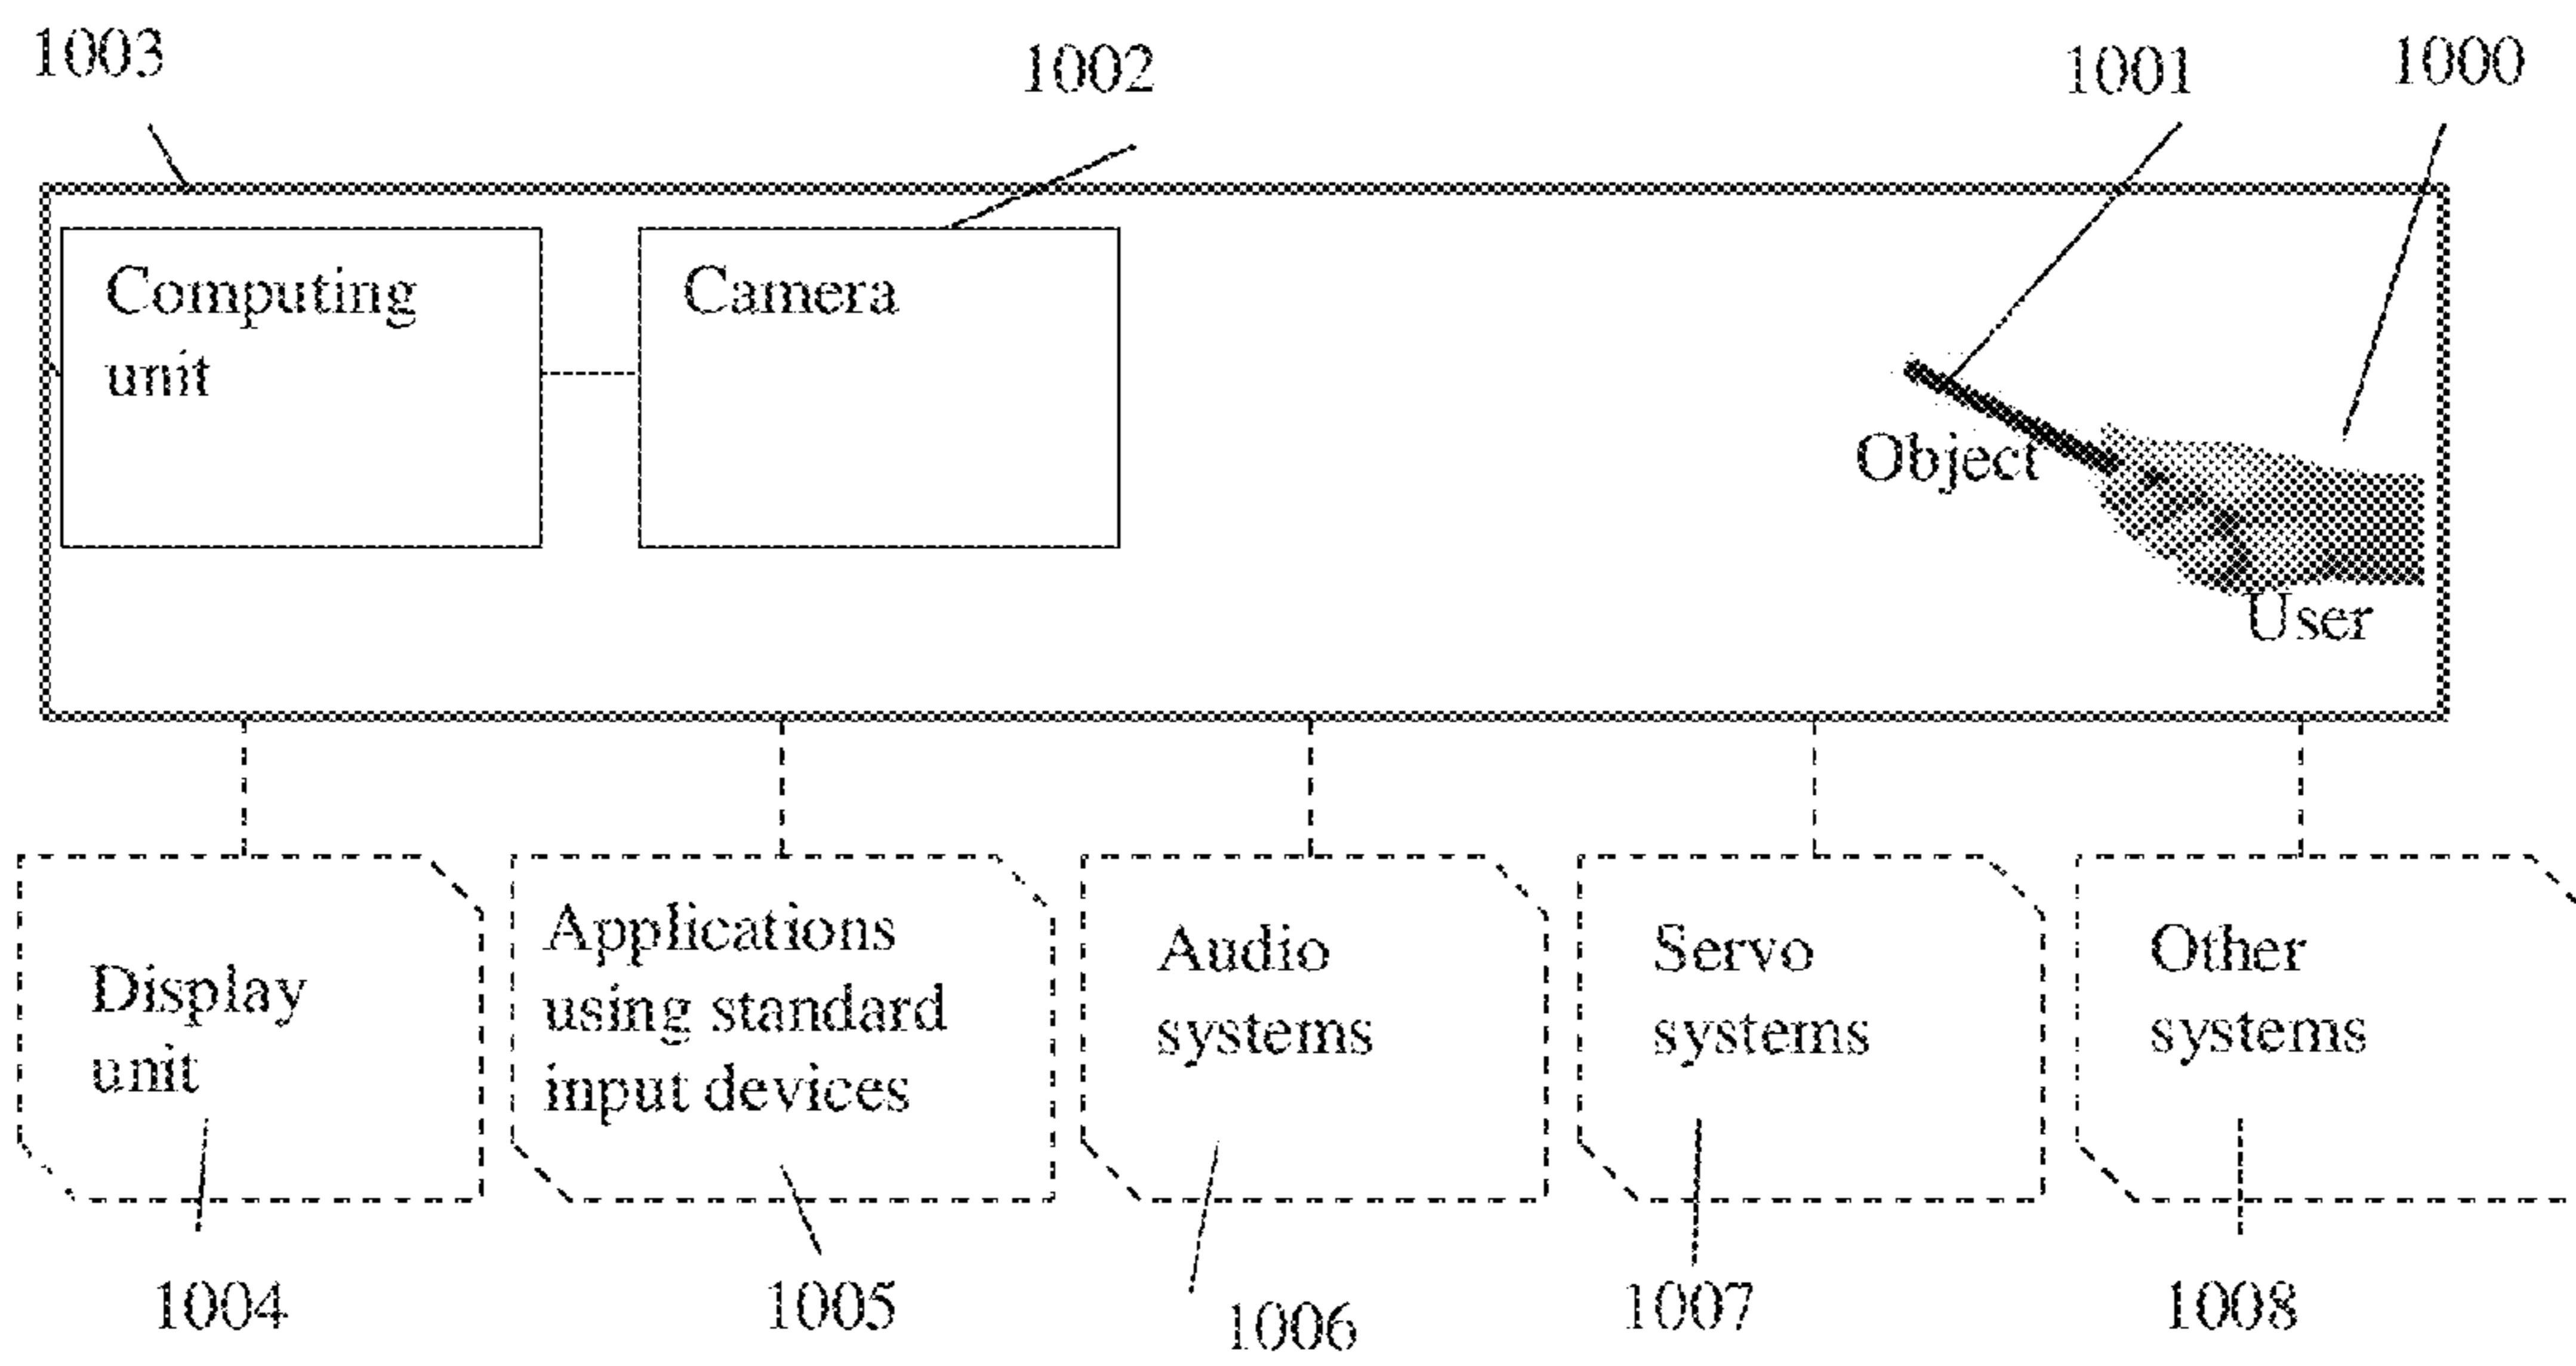 1003
1002
1001
1000
Computing
unit
Camera
Object
User
Display
unit
Applications
using standard
input devices
Audio
systems
Servo
systems
Other
systems
1004
1005
1006
1007
1008